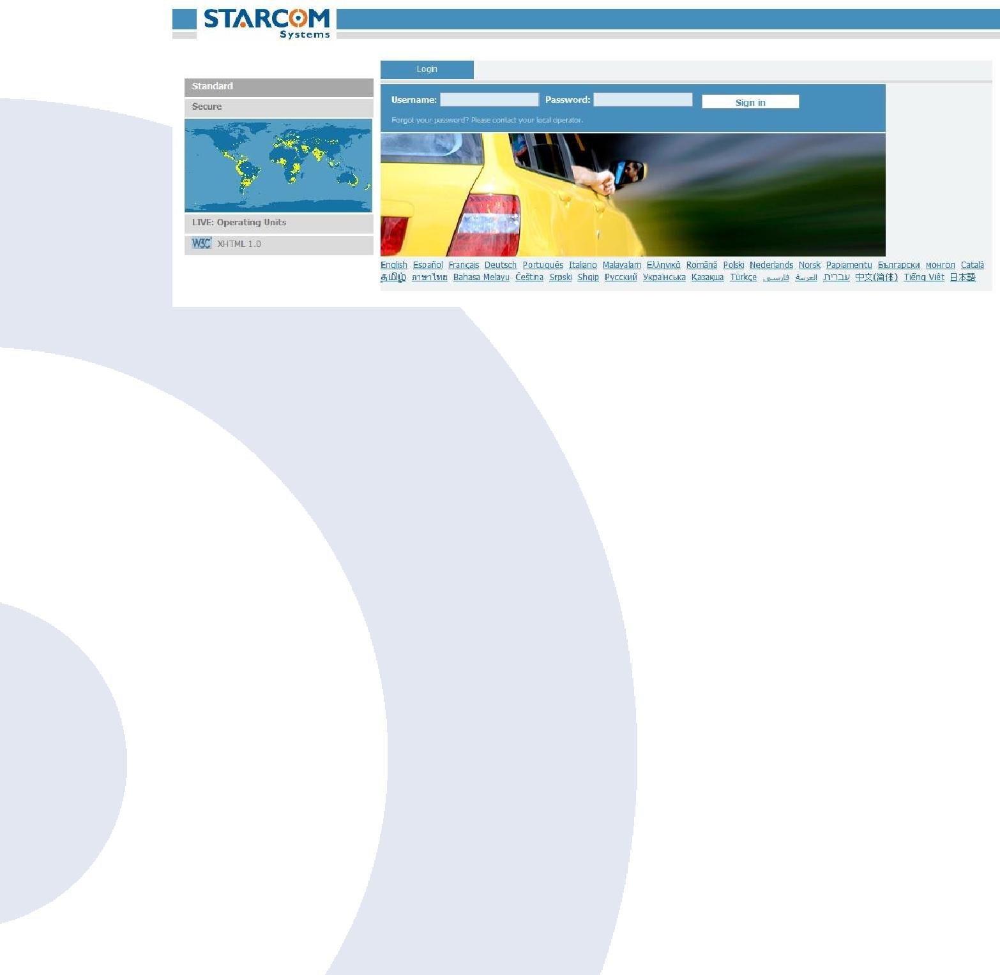 STARCOM
Systems
Login
Standard
Secure
Username:
Password:
Sign in
Forgot your password? Please contact your local operator.
LIVE: Operating Units
W3C XHTML 1.0
English Español Français Deutsch Português Italiano Malayalam Ελληνικά Română Polski Nederlands Norsk Papiamentu Български монгол Català
தமிழ் ภาษาไทย Bahasa Melayu Čeština Srpski Shqip Русский Українська Қазақша Türkçe فارسی العربية עברית 中文(简体) Tiếng Việt 日本語